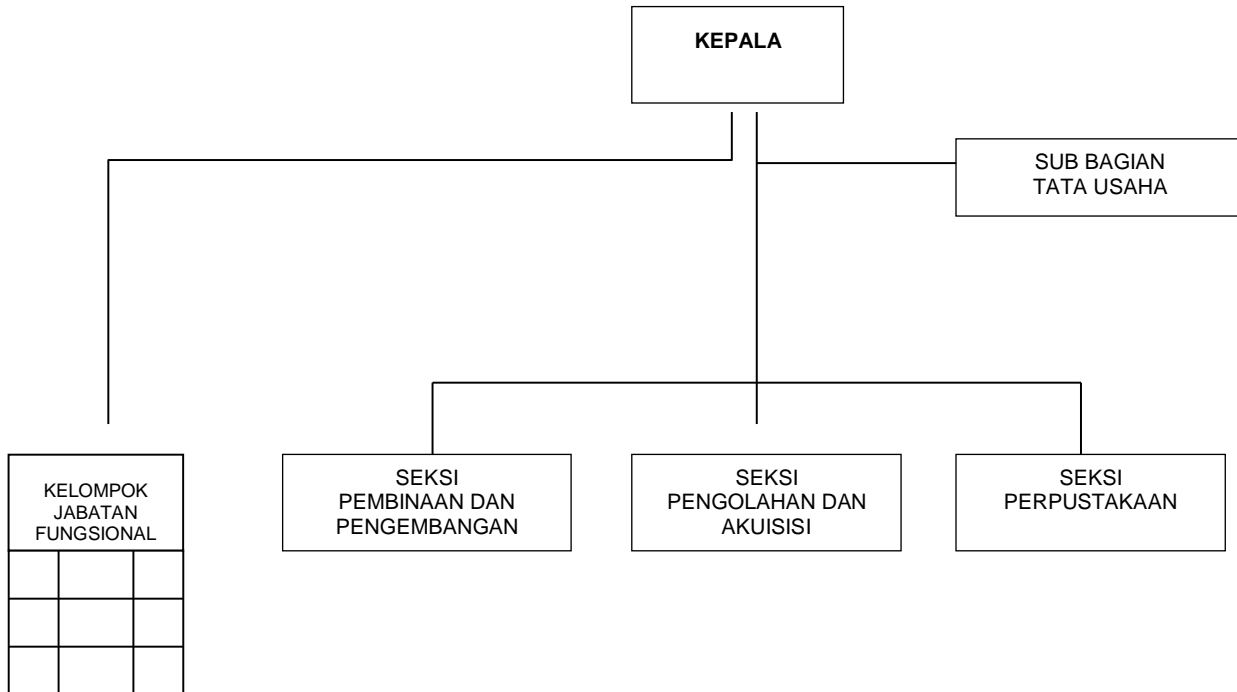 KEPALA
SUB BAGIAN
TATA USAHA
KELOMPOK
JABATAN
FUNGSIONAL
SEKSI
PEMBINAAN DAN
PENGEMBANGAN
SEKSI
PENGOLAHAN DAN
AKUISISI
SEKSI
PERPUSTAKAAN